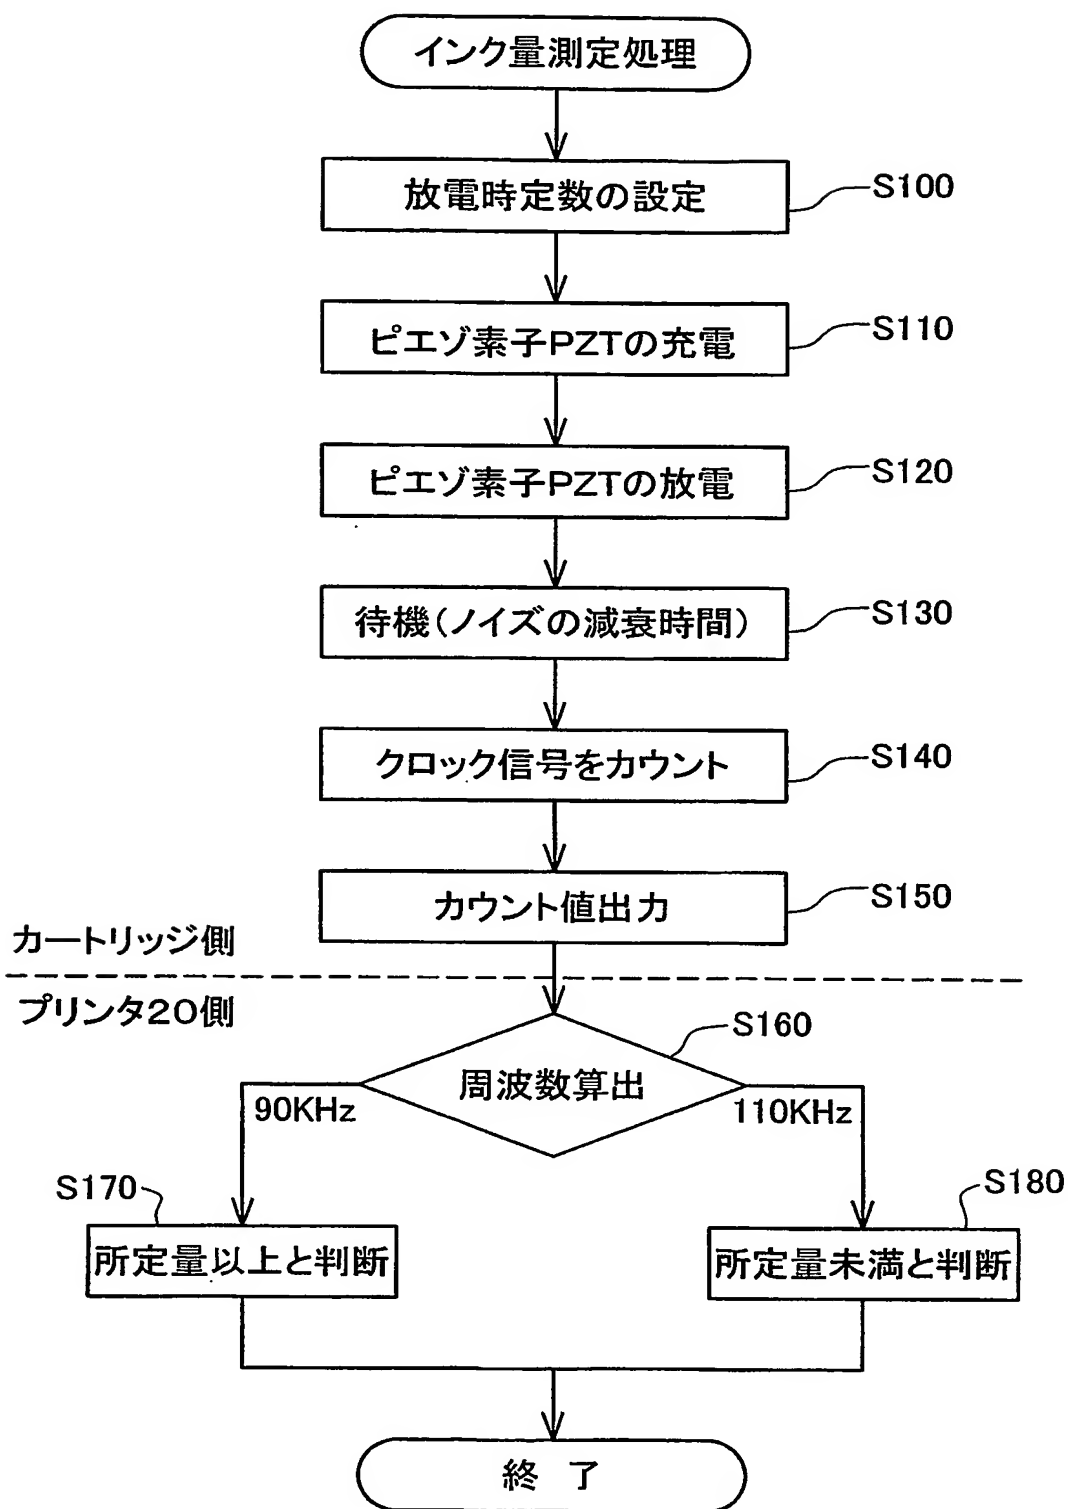 インク量測定処理
放電時定数の設定
S100
ピエゾ素子PZTの充電
S110
ピエゾ素子PZTの放電
S120
待機(ノイズの減衰時間)
S130
クロック信号をカウント
S140
カウント値出力
S150
カートリッジ側
プリンタ20側
S160
周波数算出
90KHz
110KHz
S170
S180
所定量以上と判断
所定量未満と判断
終 了